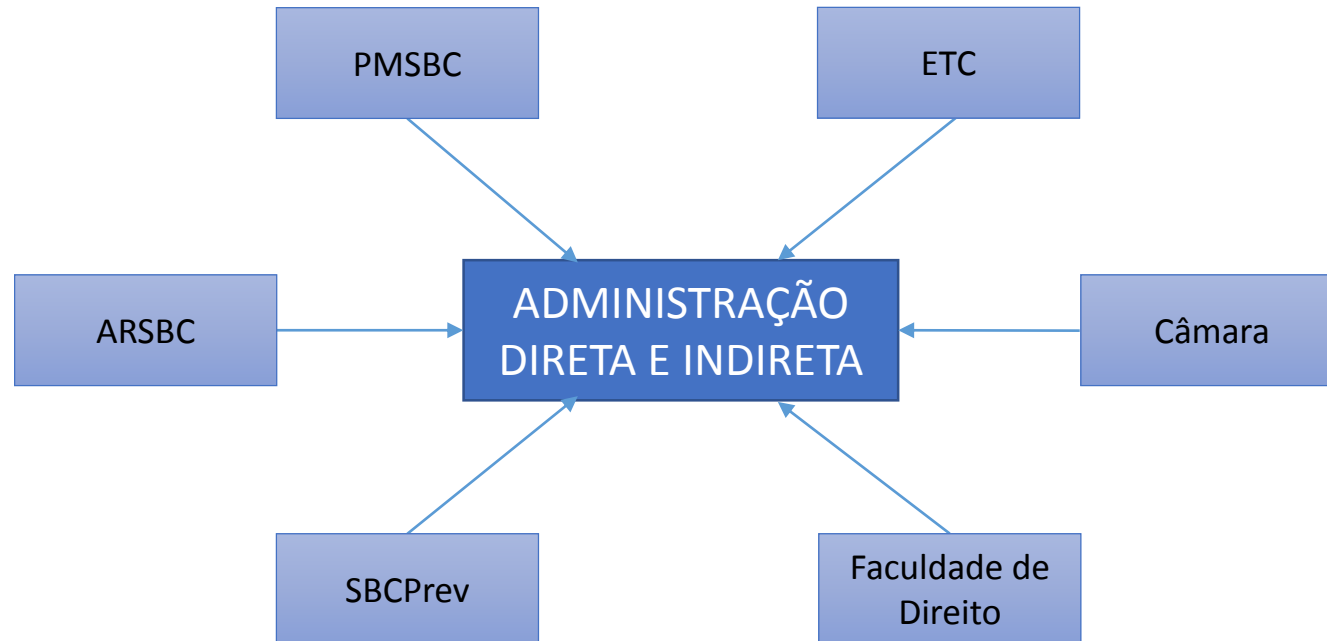 PMSBC
ETC
ADMINISTRAÇÃO
DIRETA E INDIRETA
ARSBC
Câmara
SBCPrev
Faculdade de
Direito